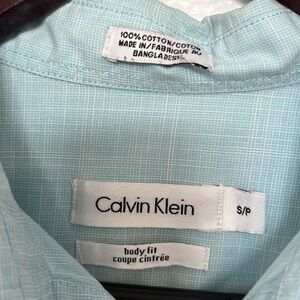 100% COTTON/COTON
MADE IN/FABRIQUE AU
BANGLADESH
Calvin Klein
S/P
body fit
coupe cintrée